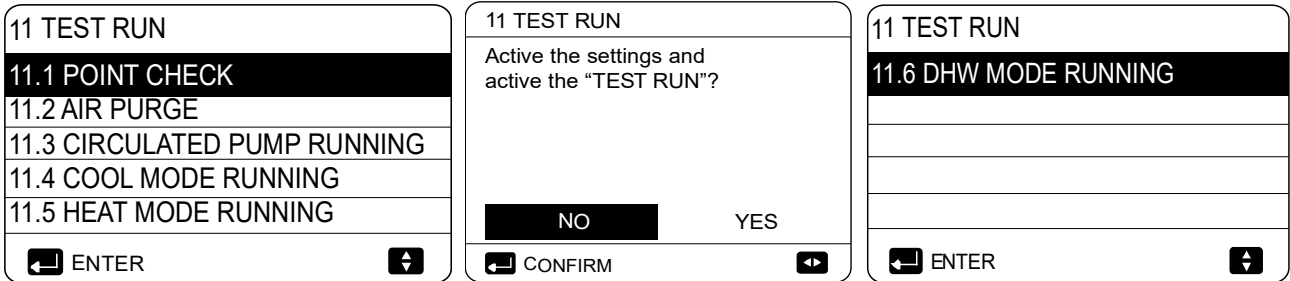 11 TEST RUN
11.1 POINT CHECK
11.2 AIR PURGE
11.3 CIRCULATED PUMP RUNNING
11.4 COOL MODE RUNNING
11.5 HEAT MODE RUNNING
ENTER
11 TEST RUN
Active the settings and
active the “TEST RUN”?
NO YES
CONFIRM
11 TEST RUN
11.6 DHW MODE RUNNING
ENTER